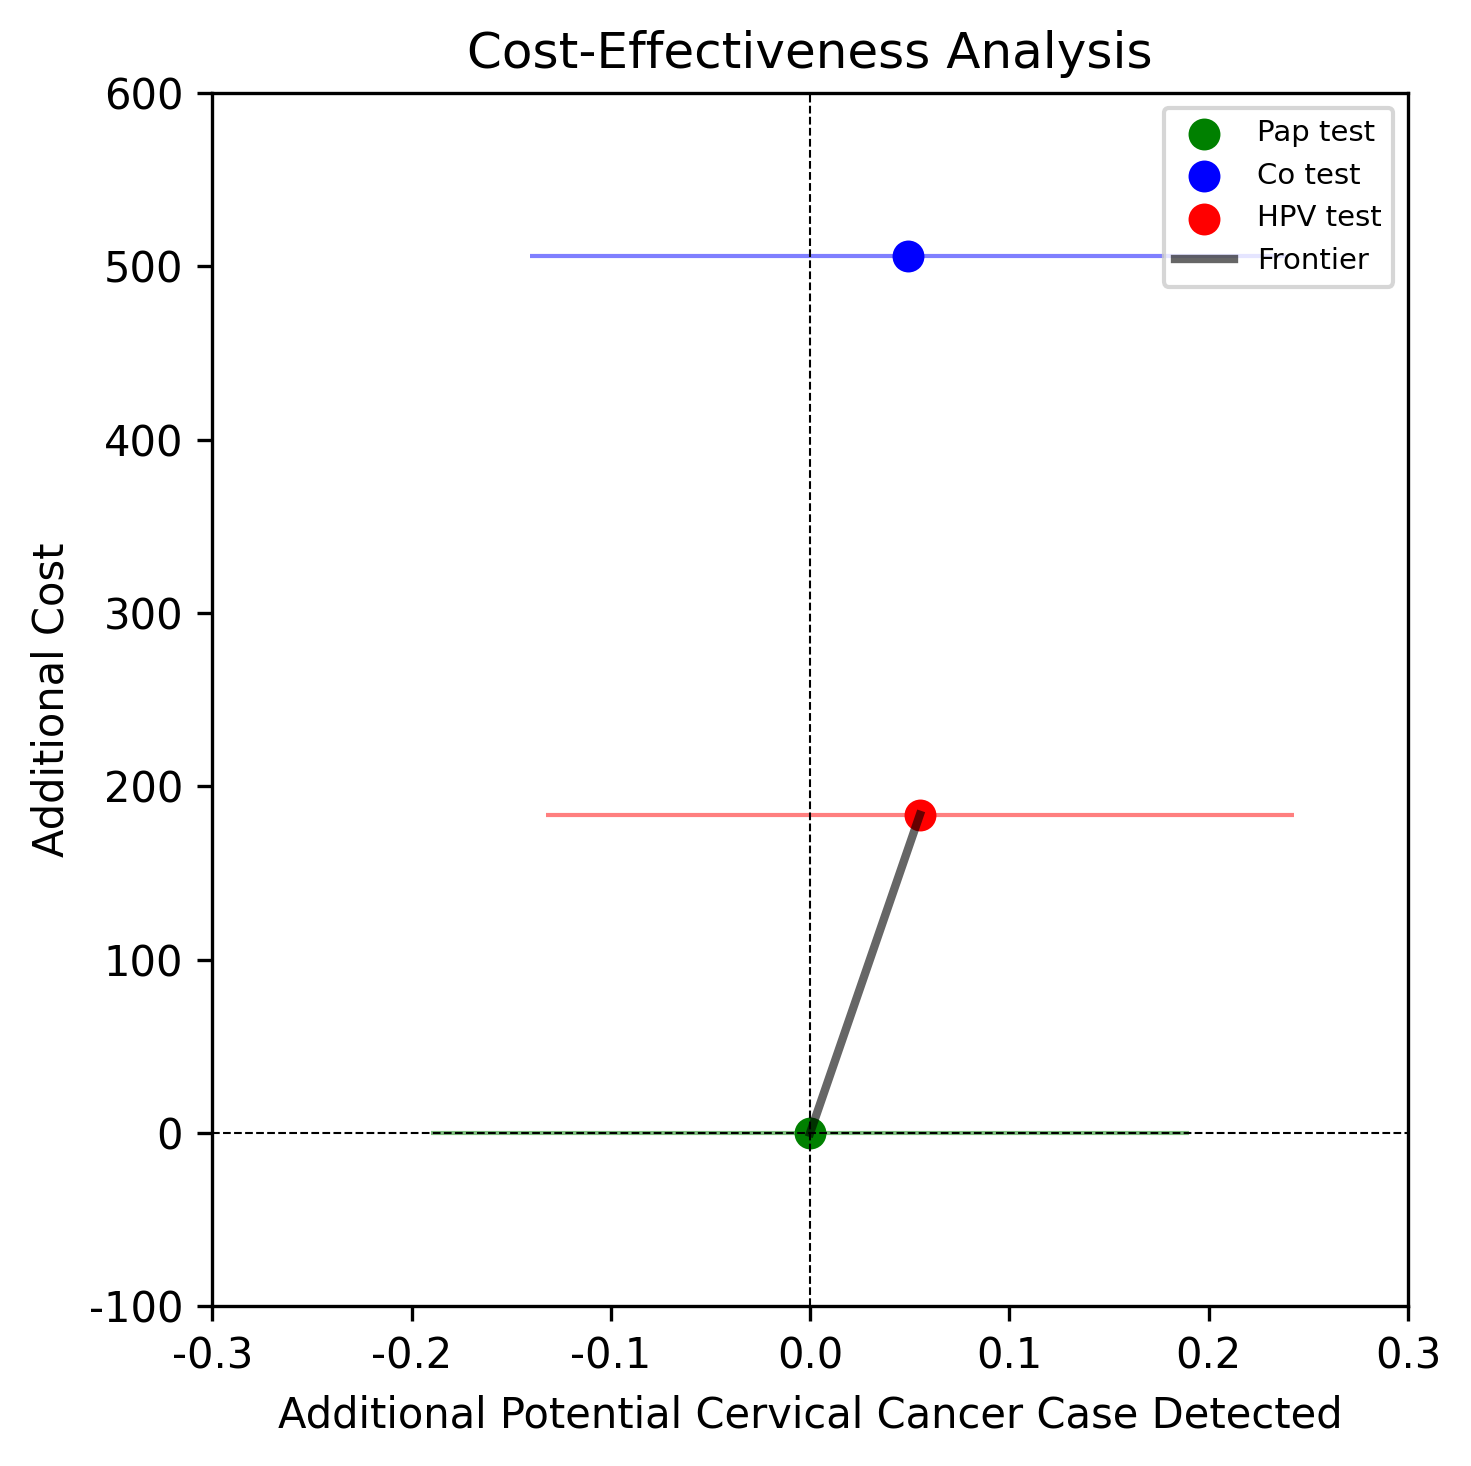 Cost-Effectiveness Analysis
600
500
400
300
200
100
0
-100
-0.3 -0.2 -0.1 0.0 0.1 0.2 0.3
Additional Cost
Additional Potential Cervical Cancer Case Detected
Pap test
Co test
HPV test
Frontier